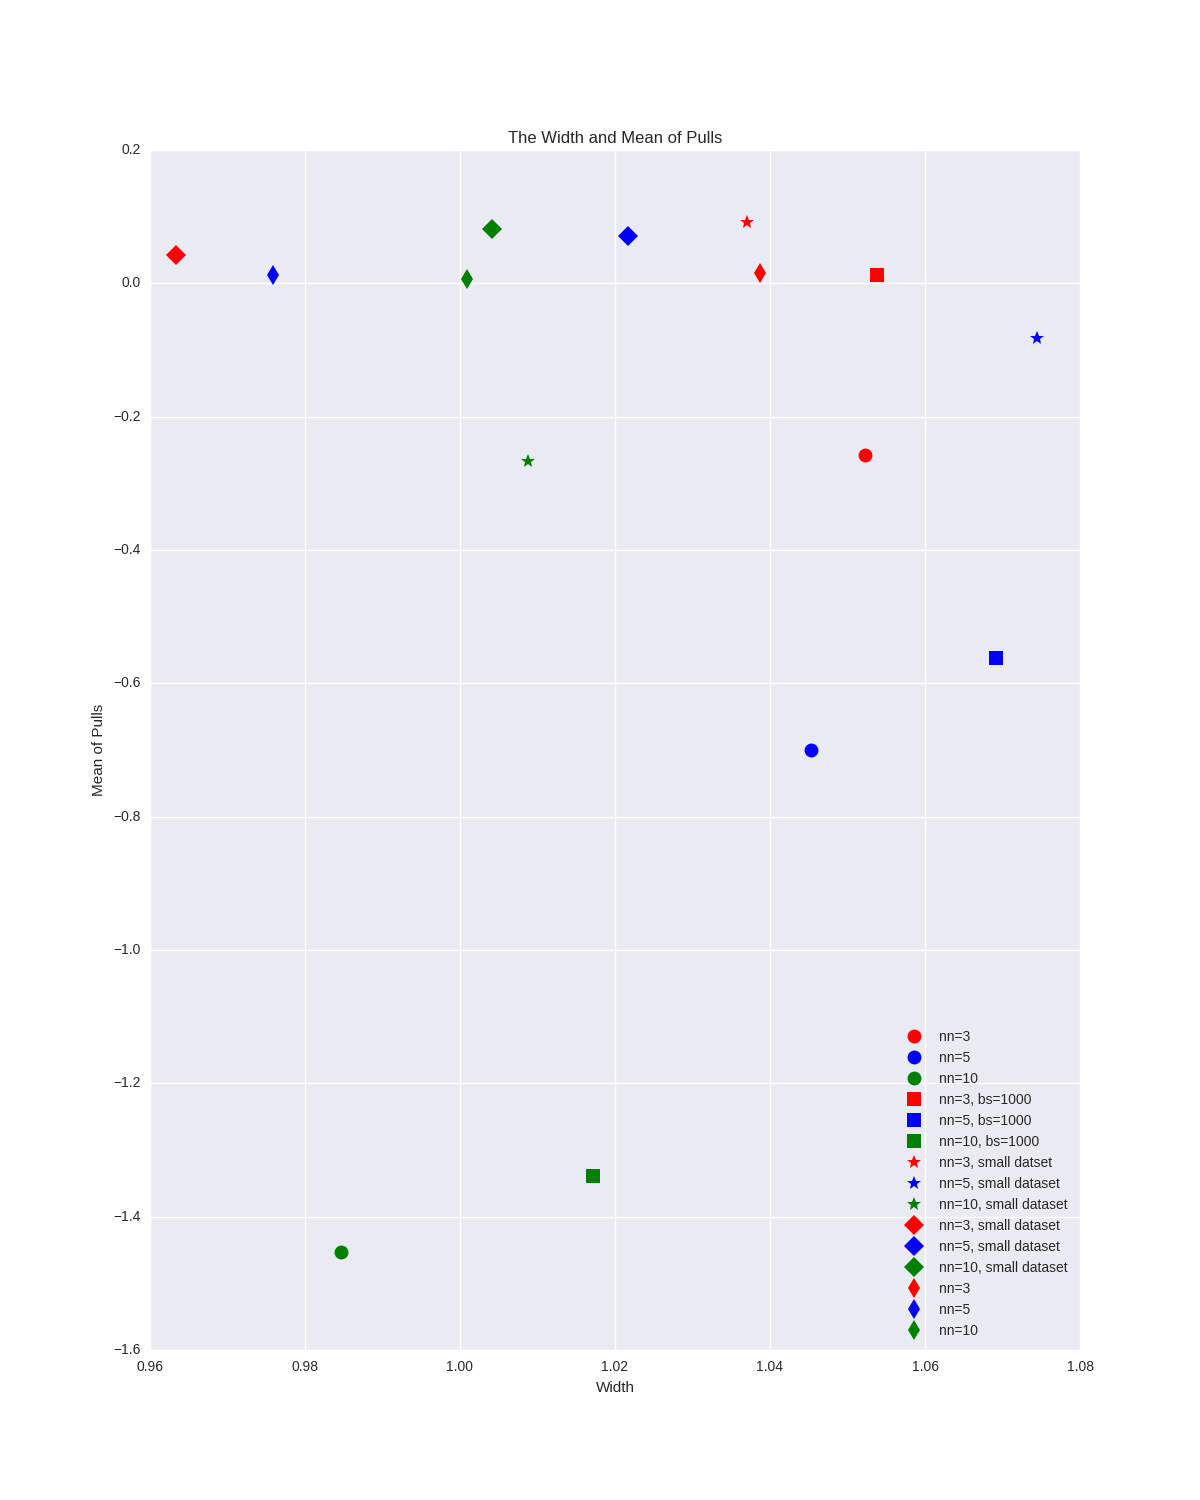 The Width and Mean of Pulls
0.2
0.0
−0.2
−0.4
−0.6
−0.8
−1.0
−1.2
−1.4
−1.6
Mean of Pulls
nn=3
nn=5
nn=10
nn=3, bs=1000
nn=5, bs=1000
nn=10, bs=1000
nn=3, small datset
nn=5, small dataset
nn=10, small dataset
nn=3, small dataset
nn=5, small dataset
nn=10, small dataset
nn=3
nn=5
nn=10
0.96 0.98 1.00 1.02 1.04 1.06 1.08
Width